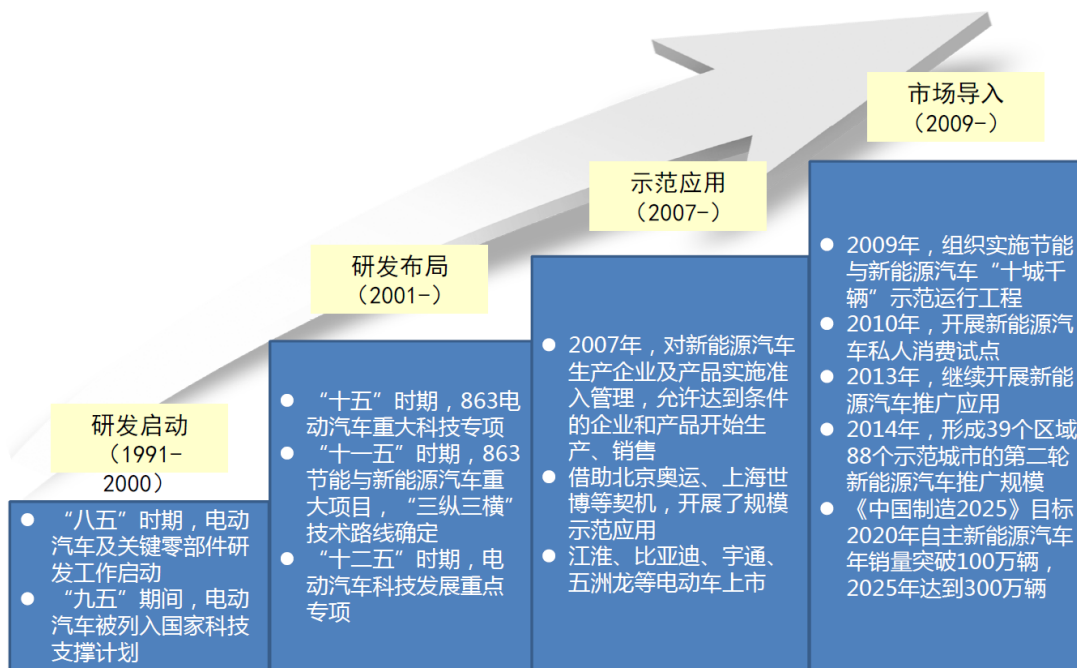 市场导入
（2009-）
示范应用
（2007-）
研发布局
（2001-）
研发启动
（1991-
2000）
“八五”时期，电动
汽车及关键零部件研
发工作启动
“九五”期间，电动
汽车被列入国家科技
支撑计划
“十五”时期，863电
动汽车重大科技专项
“十一五”时期，863
节能与新能源汽车重
大项目，“三纵三横”
技术路线确定
“十二五”时期，电
动汽车科技发展重点
专项
2007年，对新能源汽车
生产企业及产品实施准
入管理，允许达到条件
的企业和产品开始生
产、销售
借助北京奥运、上海世
博等契机，开展了规模
示范应用
江淮、比亚迪、宇通、
五洲龙等电动车上市
2009年，组织实施节能
与新能源汽车“十城千
辆”示范运行工程
2010年，开展新能源汽
车私人消费试点
2013年，继续开展新能
源汽车推广应用
2014年，形成39个区域
88个示范城市的第二轮
新能源汽车推广规模
《中国制造2025》目标
2020年自主新能源汽车
年销量突破100万辆，
2025年达到300万辆